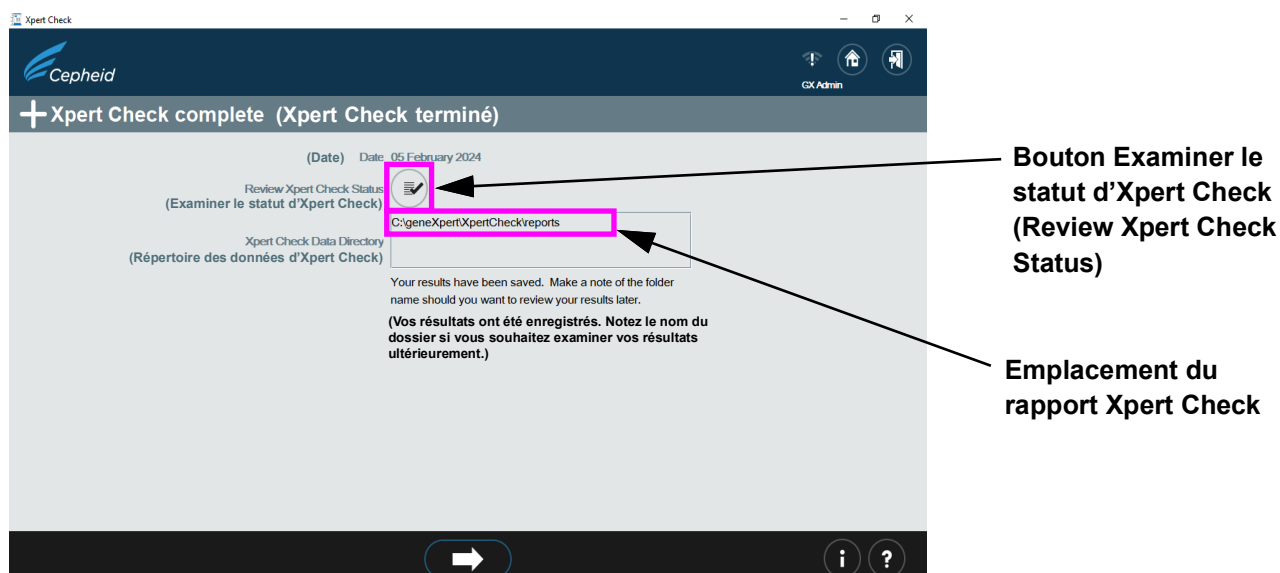 Xpert Check
Cepheid
GX Admin
Xpert Check complete (Xpert Check terminé)
(Date) Date 05 February 2024
Review Xpert Check Status
(Examiner le statut d'Xpert Check)
C:\geneXpert\XpertCheck\reports
Xpert Check Data Directory
(Répertoire des données d'Xpert Check)
Your results have been saved. Make a note of the folder
name should you want to review your results later.
(Vos résultats ont été enregistrés. Notez le nom du
dossier si vous souhaitez examiner vos résultats
ultérieurement.)
i ?
Bouton Examiner le
statut d'Xpert Check
(Review Xpert Check
Status)
Emplacement du
rapport Xpert Check